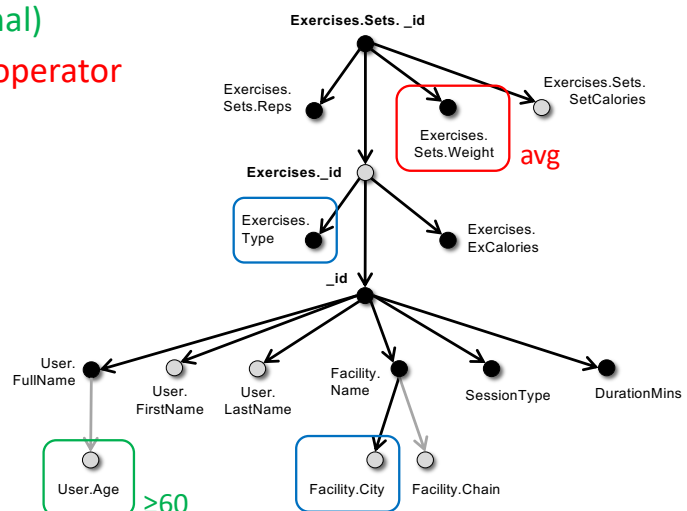 nal)
operator
Exercises.Sets. _id
Exercises.
Sets.Reps
Exercises.
Sets.Weight
avg
Exercises.Sets.
SetCalories
Exercises._id
Exercises.
Type
Exercises.
ExCalories
_id
User.
FullName
User.
FirstName
User.
LastName
Facility.
Name
SessionType
DurationMins
User.Age
>60
Facility.City
Facility.Chain